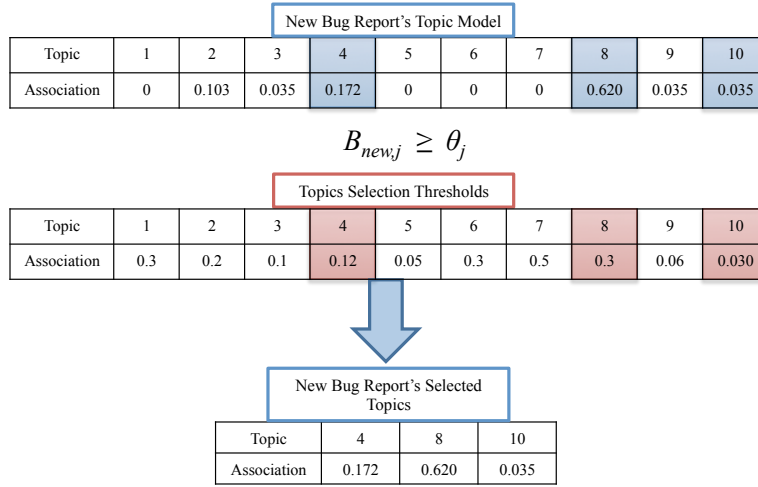 New Bug Report’s Topic Model
Topic 1 2 3 4 5 6 7 8 9 10
Association 0 0.103 0.035 0.172 0 0 0 0.620 0.035 0.035
B_new,j ≥ θ_j
Topics Selection Thresholds
Topic 1 2 3 4 5 6 7 8 9 10
Association 0.3 0.2 0.1 0.12 0.05 0.3 0.5 0.3 0.06 0.030
New Bug Report’s Selected
Topics
Topic 4 8 10
Association 0.172 0.620 0.035